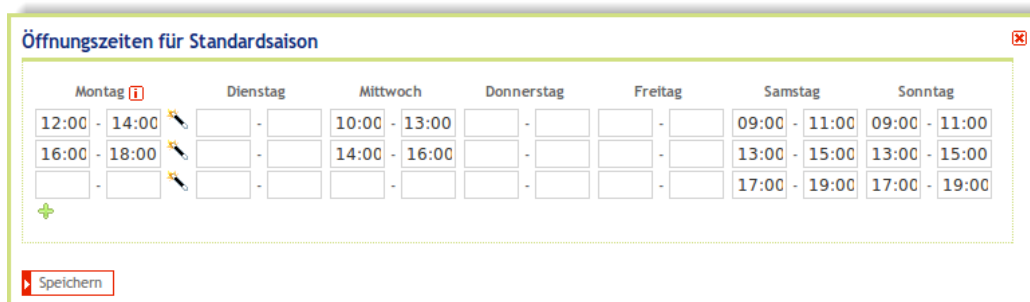 Öffnungszeiten für Standardsaison
Montag Dienstag Mittwoch Donnerstag Freitag Samstag Sonntag
12:00 - 14:00 - 10:00 - 13:00 - - 09:00 - 11:00 09:00 - 11:00
16:00 - 18:00 - 14:00 - 16:00 - - 13:00 - 15:00 13:00 - 15:00
- - - - - 17:00 - 19:00 17:00 - 19:00
Speichern